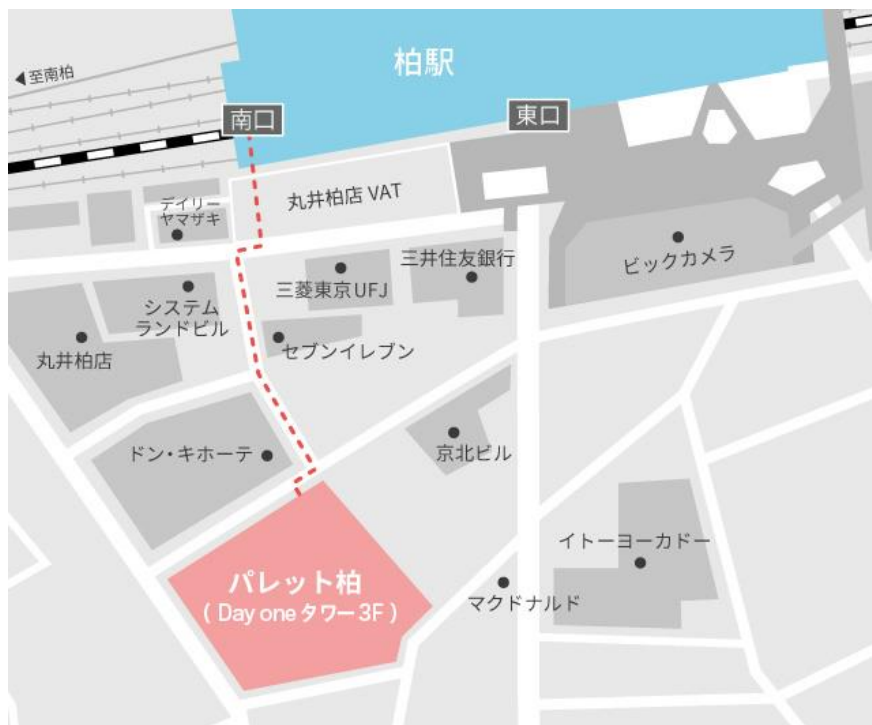 柏駅
◀至南柏
南口
東口
丸井柏店 VAT
デイリー
ヤマザキ
三井住友銀行
ビックカメラ
三菱東京UFJ
システム
ランドビル
丸井柏店
セブンイレブン
ドン・キホーテ
京北ビル
イトーヨーカドー
パレット柏
( Day one タワー 3F )
マクドナルド